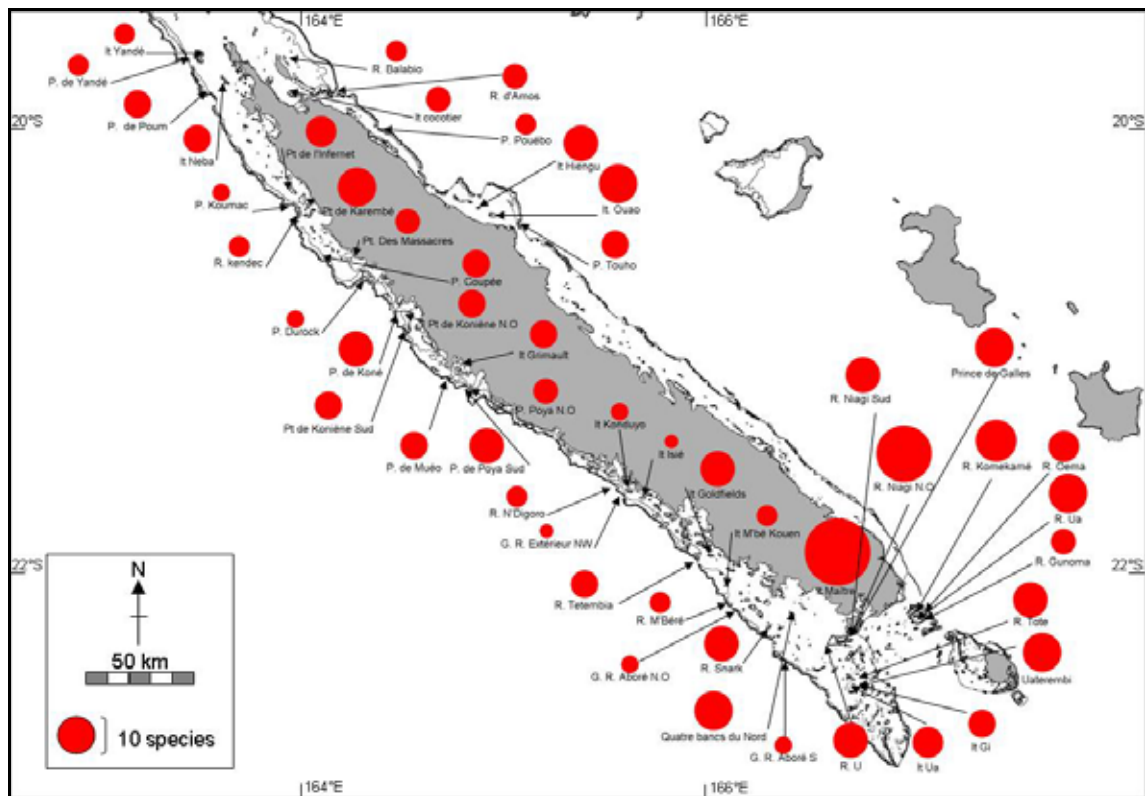 164°E
166°E
It Yandé
P. de Yandé
R. Balabio
R. d'Amos
P. de Poum
It cocotier
20°S
P. Pouébo
20°S
It Neba
Pt de l'Infernet
It Hiengu
P. Koumac
It. Ouao
Pt de Karembé
R. kendec
Pt. Des Massacres
P. Touho
P. Coupée
P. Durock
Pt de Koniène N.O
P. de Koné
It Grimault
Prince de Galles
R. Niagi Sud
Pt de Koniène Sud
P. Poya N.O
It Konduyo
P. de Muéo
P. de Poya Sud
It Isié
R. Niagi N.O
R. Komekamé
R. Oema
It Goldfields
R. N'Digoro
R. Ua
G. R. Extérieur NW
It M'bé Kouen
R. Gunoma
22°S
22°S
It Maître
N
R. Tetembia
R. M'Béré
R. Tote
50 km
G. R. Aboré N.O
R. Snark
Uaterembi
10 species
Quatre bancs du Nord
It Gi
G. R. Aboré S
R. U
It Ua
164°E
166°E